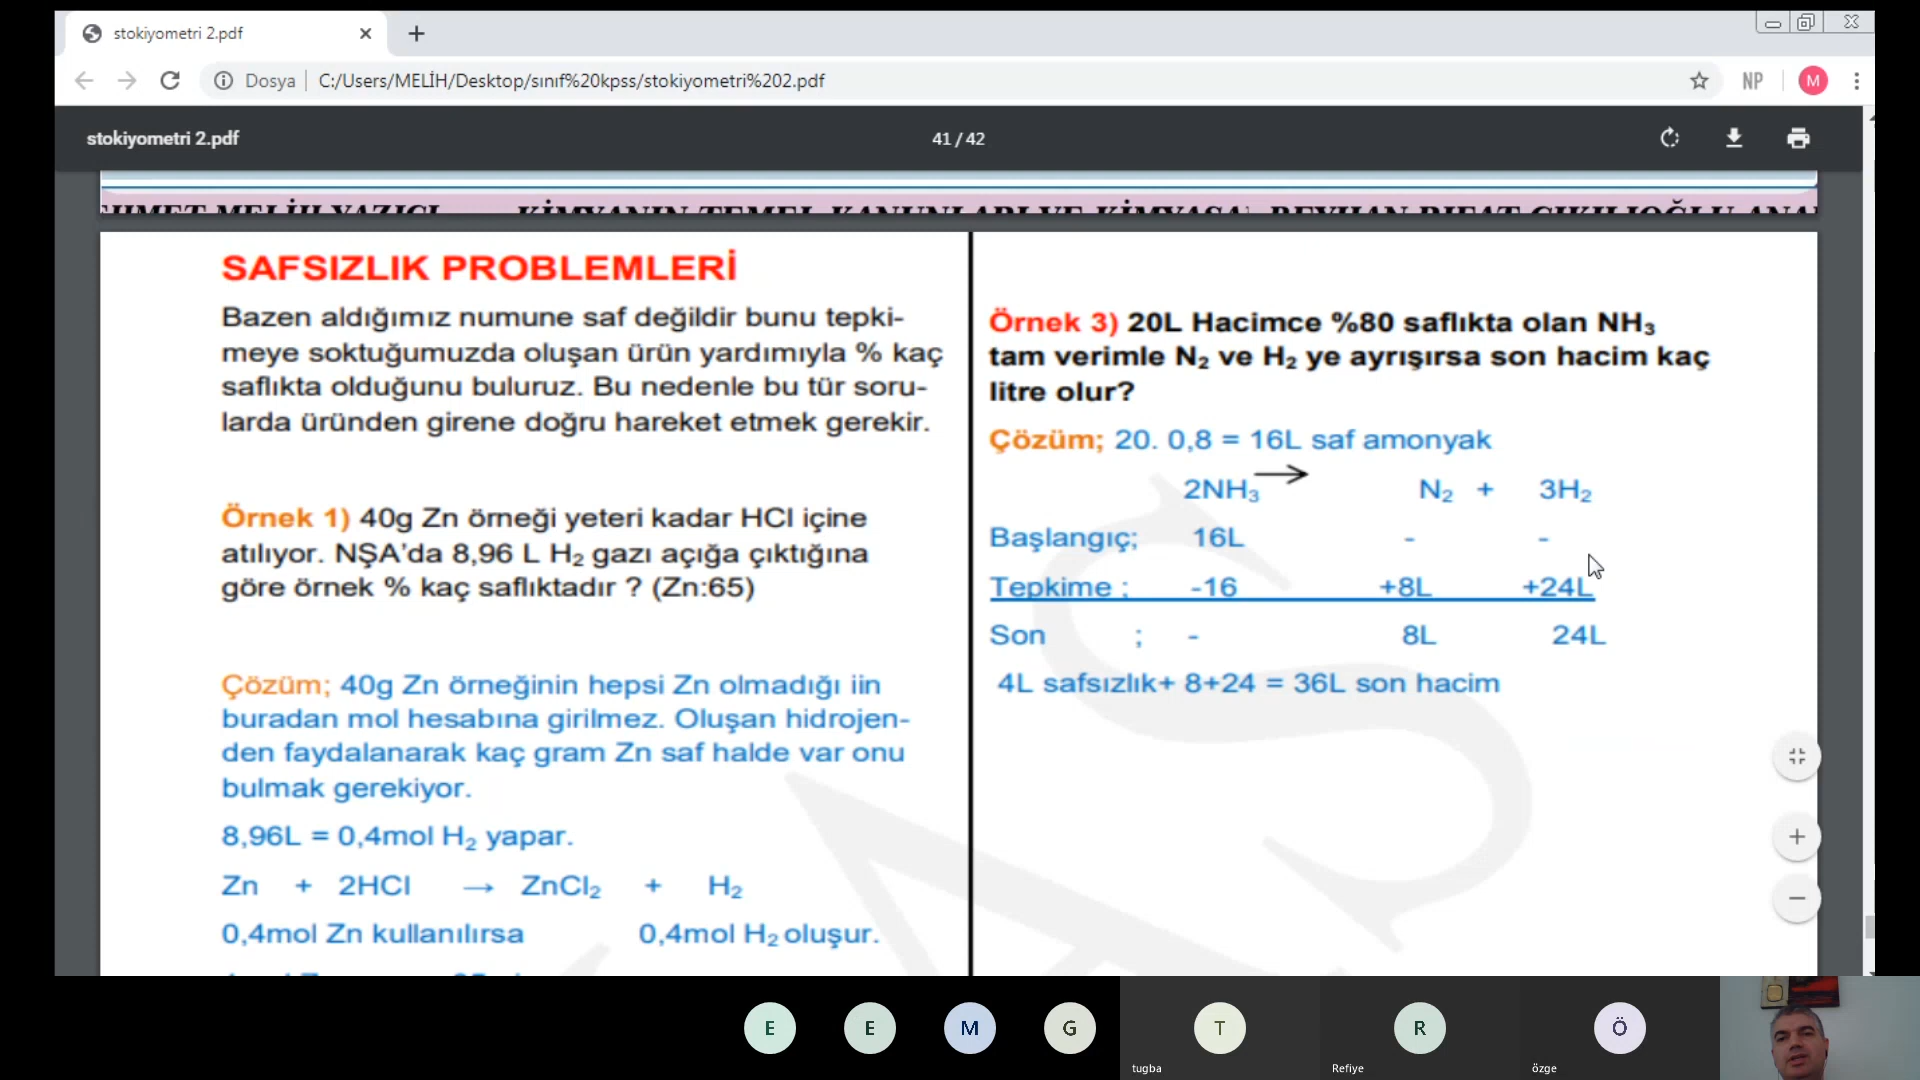 stokiyometri 2.pdf
Dosya | C:/Users/MELİH/Desktop/sınıf%20kpss/stokiyometri%202.pdf
NP
M
stokiyometri 2.pdf
41 / 42
SAFSIZLIK PROBLEMLERİ
Bazen aldığımız numune saf değildir bunu tepki-
meye soktuğumuzda oluşan ürün yardımıyla % kaç
saflıkta olduğunu buluruz. Bu nedenle bu tür soru-
larda üründen girene doğru hareket etmek gerekir.
Örnek 1) 40g Zn örneği yeteri kadar HCl içine
atılıyor. NŞA’da 8,96 L H₂ gazı açığa çıktığına
göre örnek % kaç saflıktadır ? (Zn:65)
Çözüm; 40g Zn örneğinin hepsi Zn olmadığı iin
buradan mol hesabına girilmez. Oluşan hidrojen-
den faydalanarak kaç gram Zn saf halde var onu
bulmak gerekiyor.
8,96L = 0,4mol H₂ yapar.
Zn + 2HCl → ZnCl₂ + H₂
0,4mol Zn kullanılırsa 0,4mol H₂ oluşur.
Örnek 3) 20L Hacimce %80 saflıkta olan NH₃
tam verimle N₂ ve H₂ ye ayrışırsa son hacim kaç
litre olur?
Çözüm; 20. 0,8 = 16L saf amonyak
2NH₃ → N₂ + 3H₂
Başlangıç; 16L - -
Tepkime ; -16 +8L +24L
Son ; - 8L 24L
4L safsızlık+ 8+24 = 36L son hacim
E
E
M
G
T
R
Ö
tugba
Refiye
özge